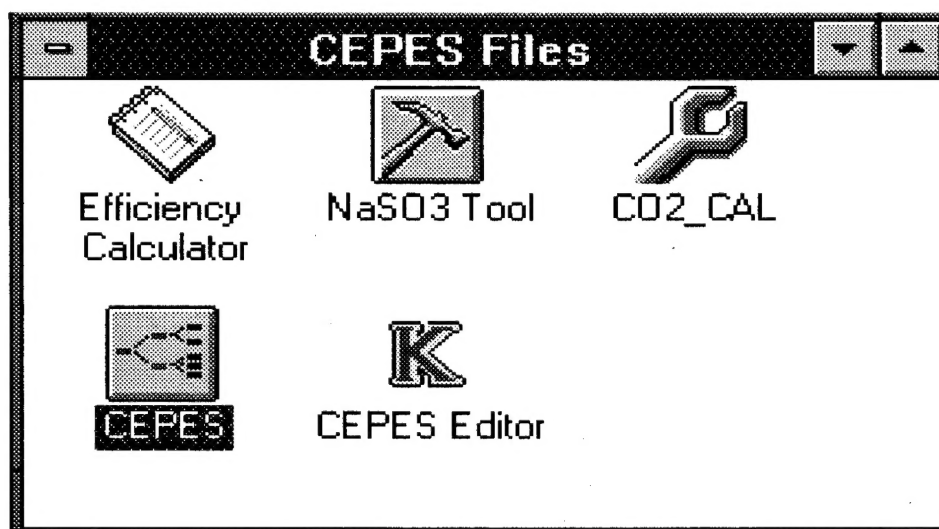 CEPES Files
Efficiency
Calculator
NaSO3 Tool
CO2_CAL
CEPES
K
CEPES Editor